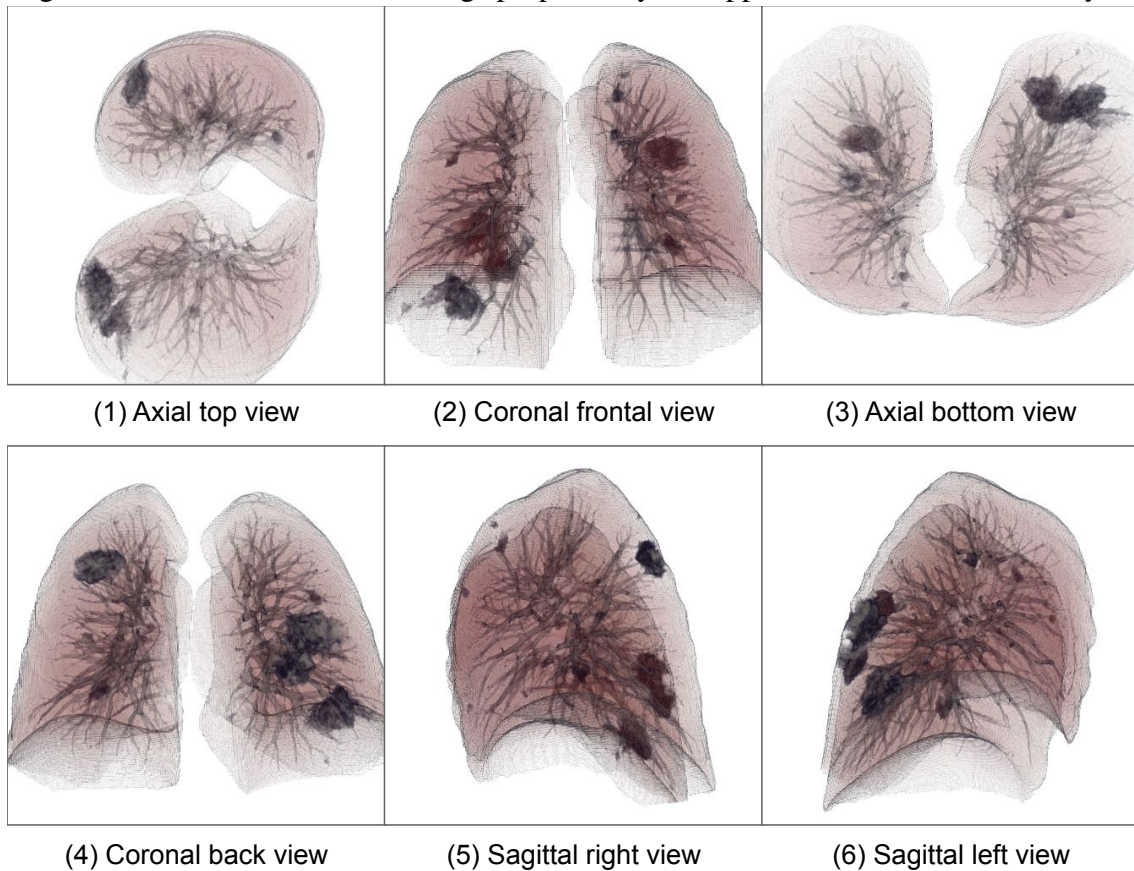 (1) Axial top view
(2) Coronal frontal view
(3) Axial bottom view
(4) Coronal back view
(5) Sagittal right view
(6) Sagittal left view